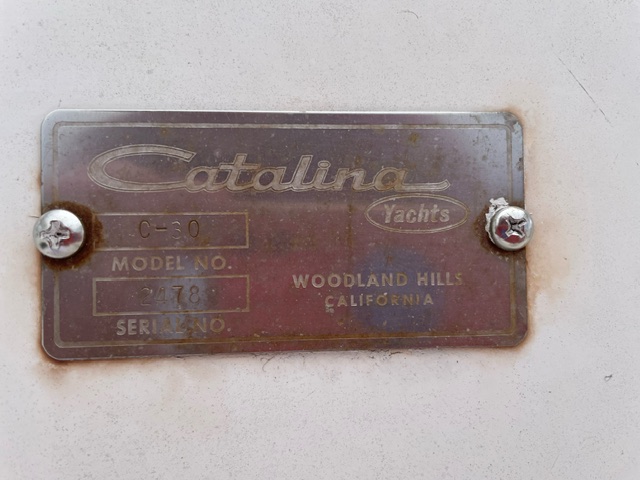 Catalina
Yachts
C-30
MODEL NO.
SERIAL NO.
WOODLAND HILLS
CALIFORNIA